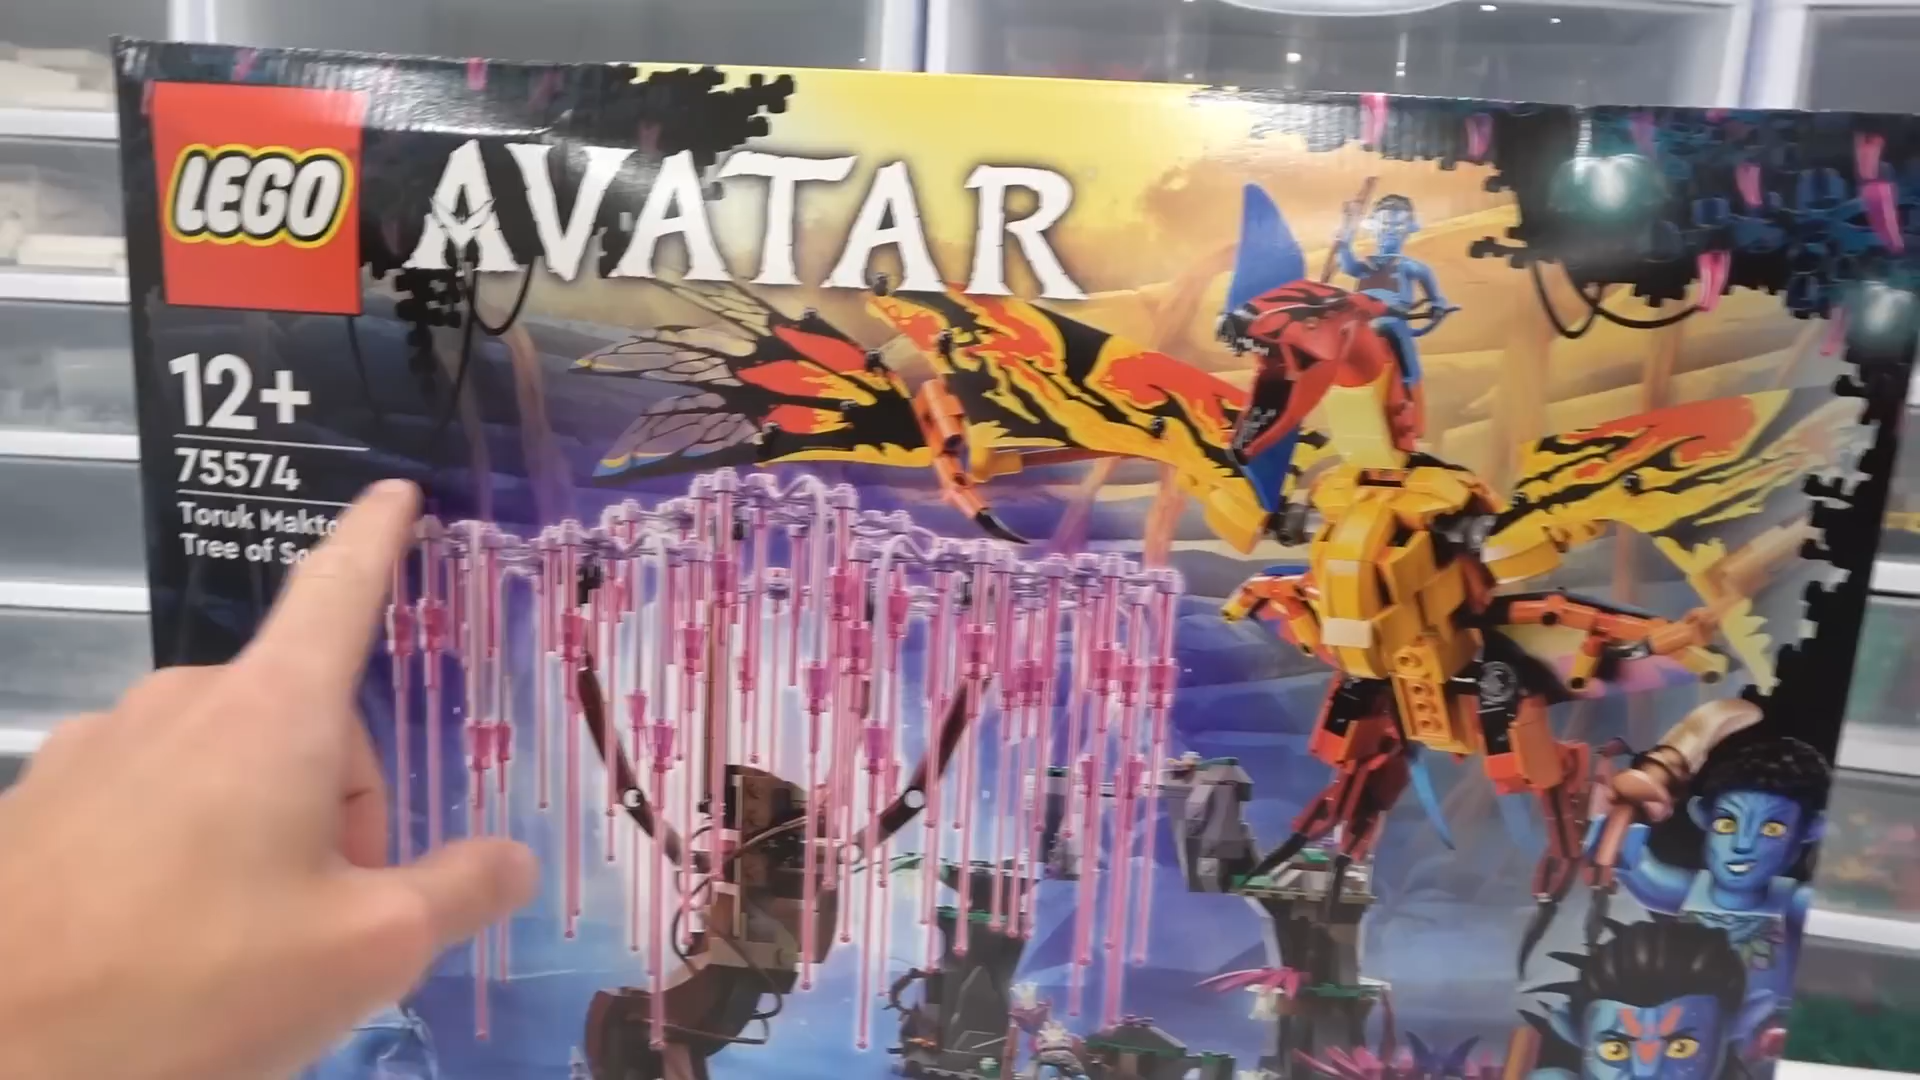 LEGO
AVATAR
12+
75574
Toruk Makto
Tree of